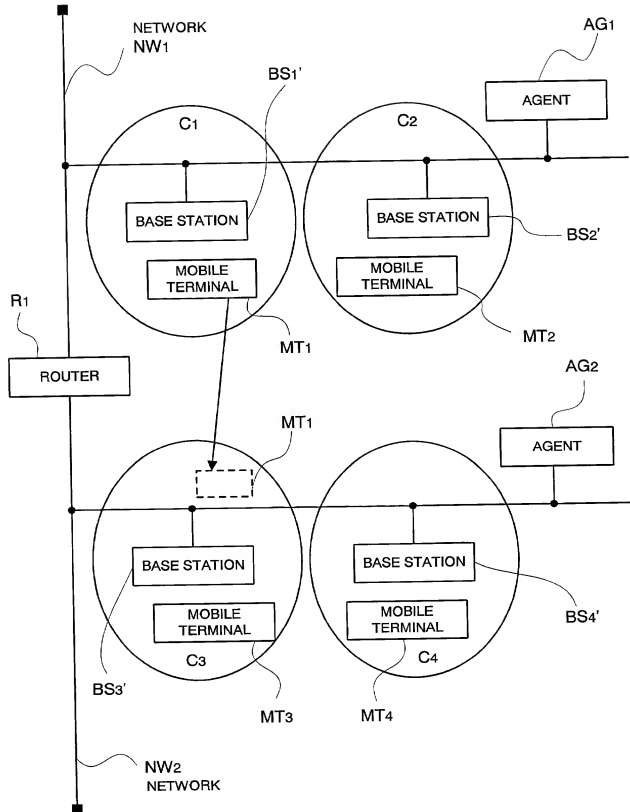 NETWORK
NW1
AG1
BS1'
AGENT
C1
C2
BASE STATION
BASE STATION
BS2'
MOBILE
TERMINAL
MOBILE
TERMINAL
R1
MT1
MT2
ROUTER
AG2
MT1
AGENT
BASE STATION
BASE STATION
BS4'
MOBILE
TERMINAL
MOBILE
TERMINAL
C3
C4
BS3'
MT3
MT4
NW2
NETWORK